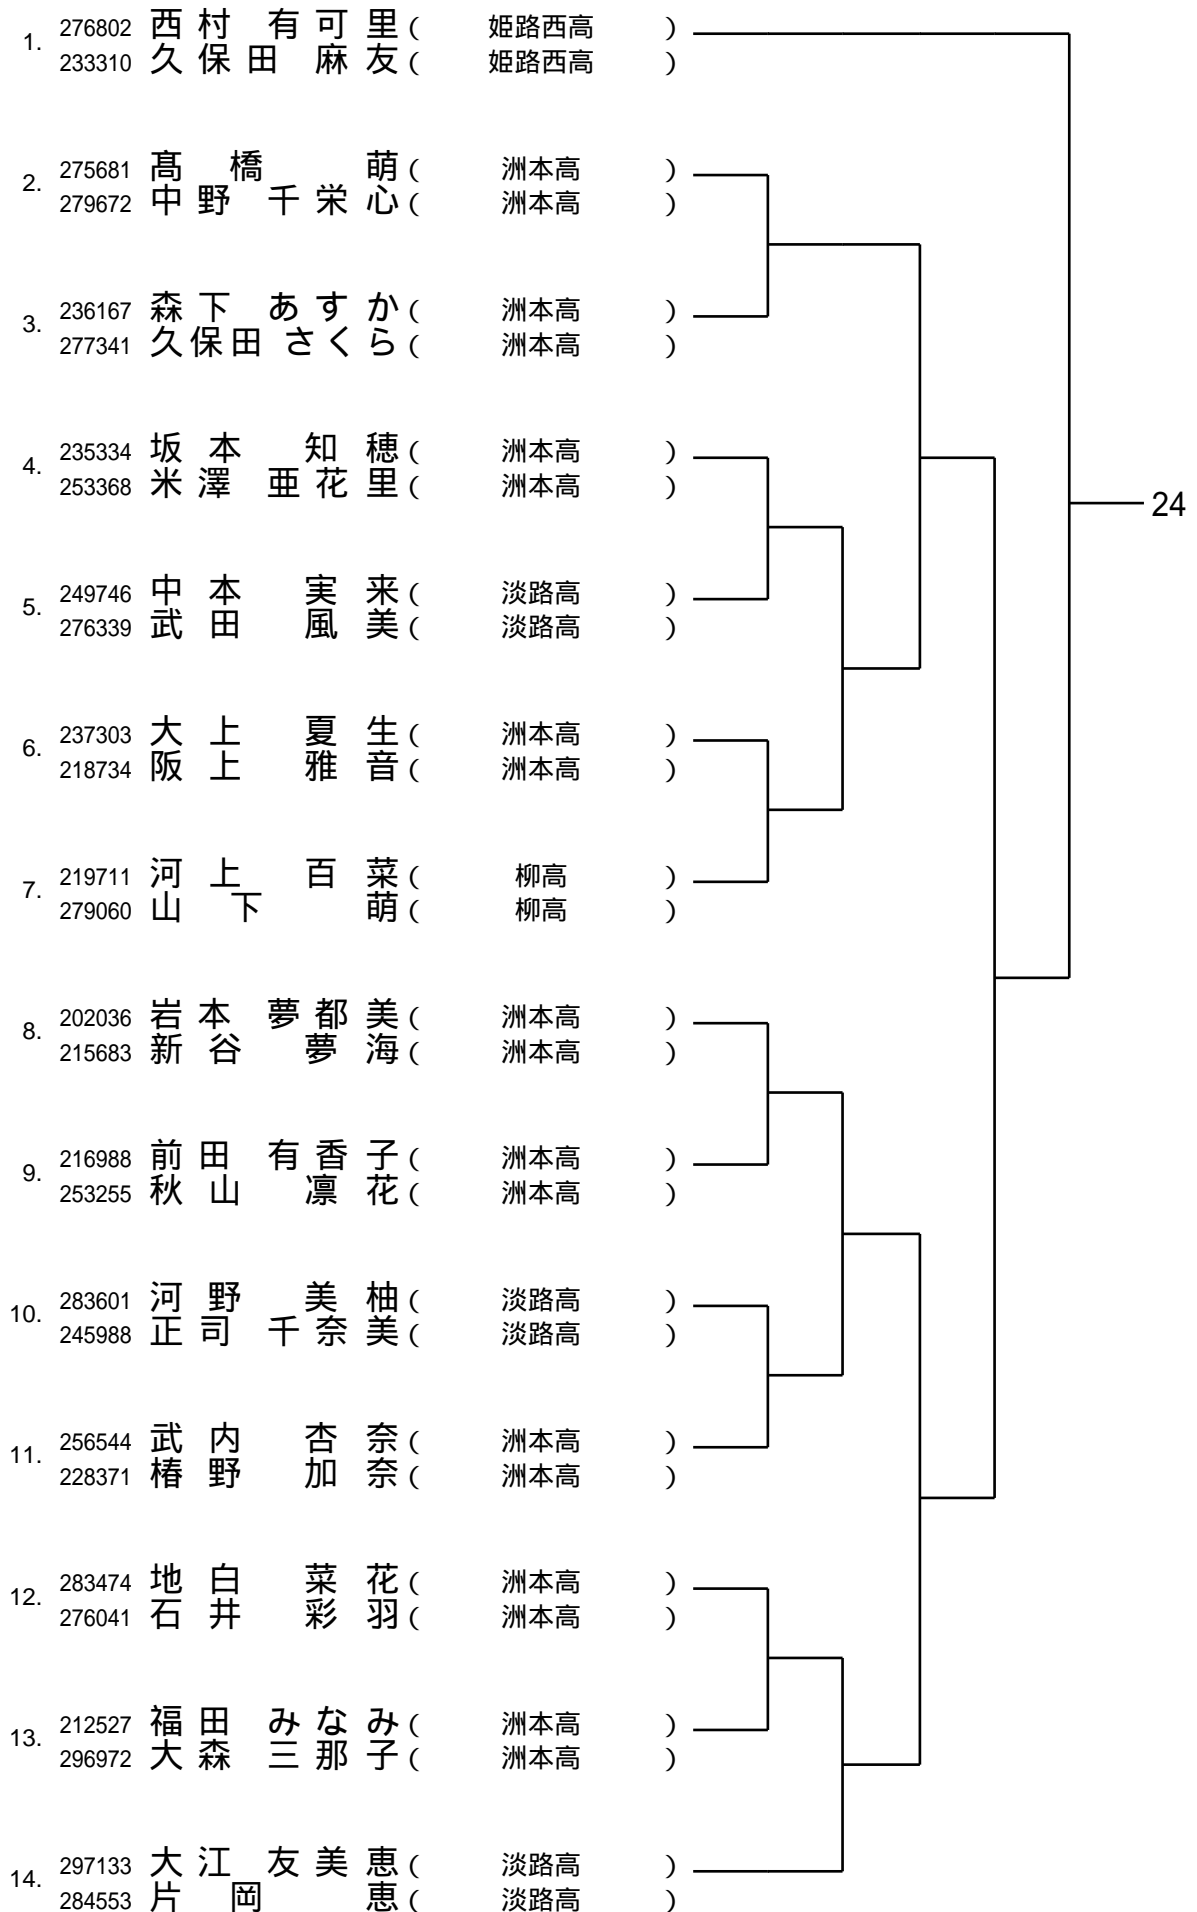 1. 276802 西村 有可里 ( 姫路西高 )
233310 久保田 麻友 ( 姫路西高 )
2. 275681 髙橋 萌 ( 洲本高 )
279672 中野 千栄心 ( 洲本高 )
3. 236167 森下 あすか ( 洲本高 )
277341 久保田 さくら ( 洲本高 )
4. 235334 坂本 知穂 ( 洲本高 )
253368 米澤 亜花里 ( 洲本高 )
24
5. 249746 中本 実来 ( 淡路高 )
276339 武田 風美 ( 淡路高 )
6. 237303 大上 夏生 ( 洲本高 )
218734 阪上 雅音 ( 洲本高 )
7. 219711 河上 百菜 ( 柳高 )
279060 山下 萌 ( 柳高 )
8. 202036 岩本 夢都美 ( 洲本高 )
215683 新谷 夢海 ( 洲本高 )
9. 216988 前田 有香子 ( 洲本高 )
253255 秋山 凛花 ( 洲本高 )
10. 283601 河野 美柚 ( 淡路高 )
245988 正司 千奈美 ( 淡路高 )
11. 256544 武内 杏奈 ( 洲本高 )
228371 椿野 加奈 ( 洲本高 )
12. 283474 地白 菜花 ( 洲本高 )
276041 石井 彩羽 ( 洲本高 )
13. 212527 福田 みなみ ( 洲本高 )
296972 大森 三那子 ( 洲本高 )
14. 297133 大江 友美恵 ( 淡路高 )
284553 片岡 恵 ( 淡路高 )